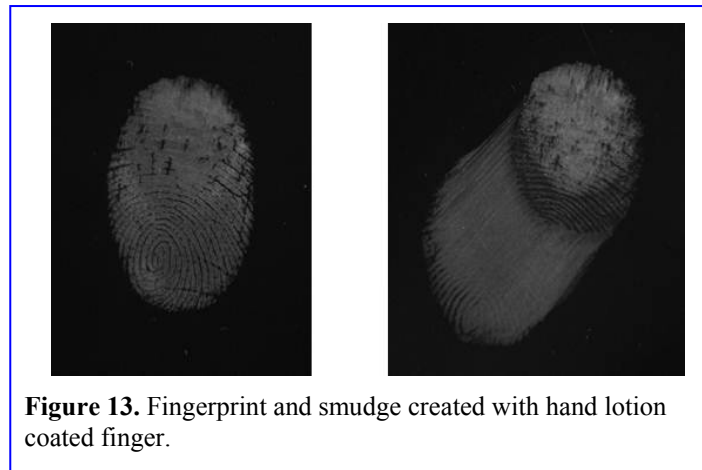 Figure 13. Fingerprint and smudge created with hand lotion
coated finger.